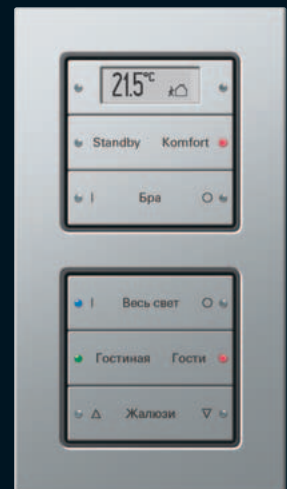 21.5°C
Standby Komfort
I Бра O
I Весь свет O
Гостиная Гости
△ Жалюзи ▽